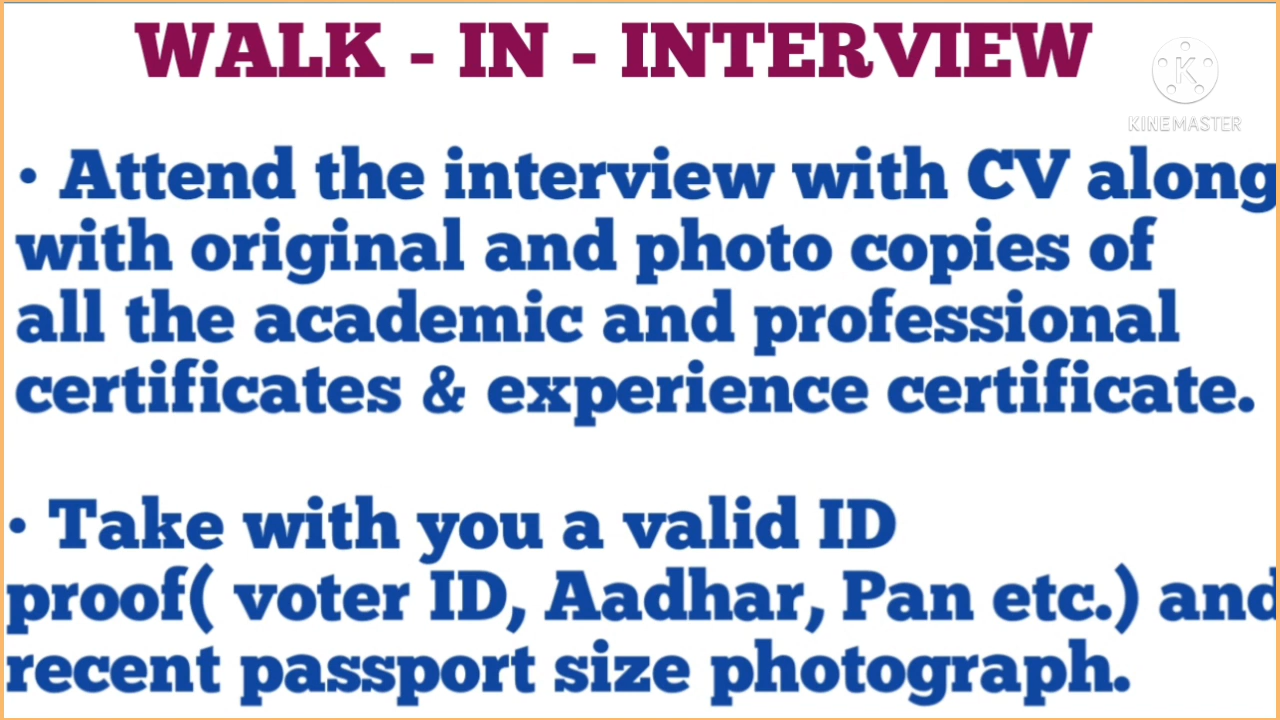 WALK - IN - INTERVIEW
KINEMASTER
• Attend the interview with CV along
with original and photo copies of
all the academic and professional
certificates & experience certificate.
• Take with you a valid ID
proof( voter ID, Aadhar, Pan etc.) and
recent passport size photograph.